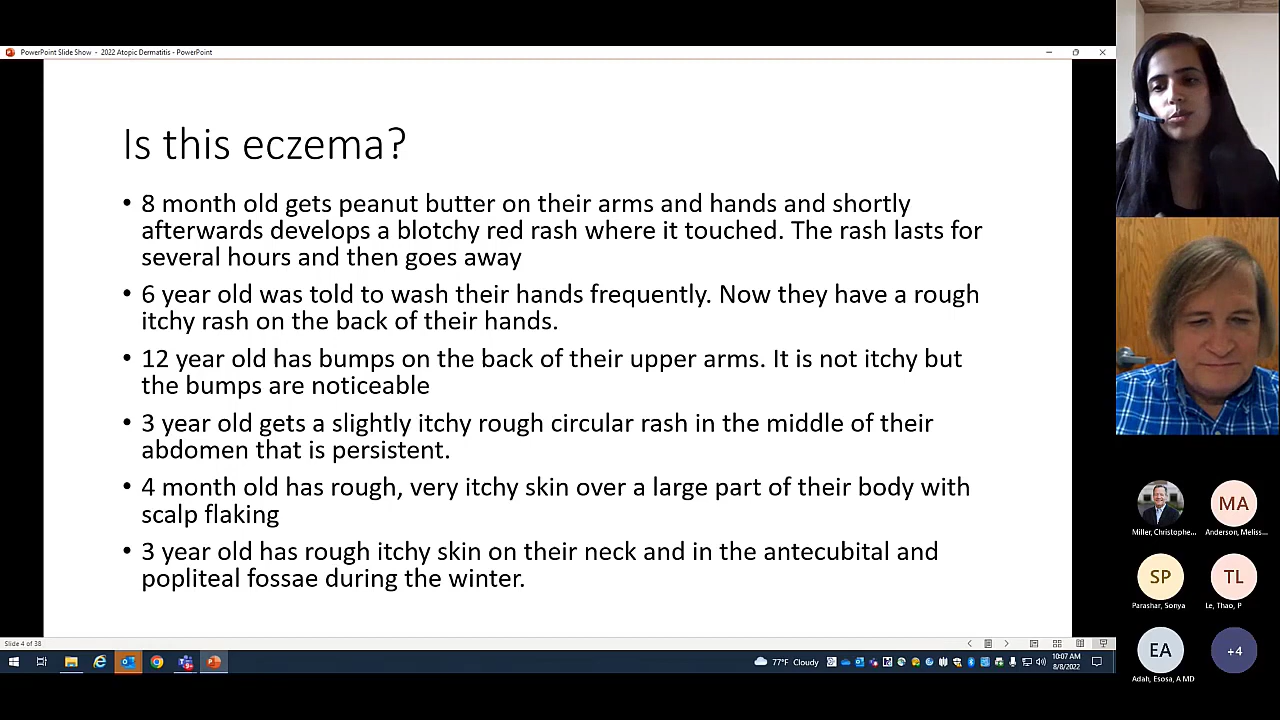 PowerPoint Slide Show - 2022 Atopic Dermatitis - PowerPoint
Is this eczema?
• 8 month old gets peanut butter on their arms and hands and shortly
afterwards develops a blotchy red rash where it touched. The rash lasts for
several hours and then goes away
• 6 year old was told to wash their hands frequently. Now they have a rough
itchy rash on the back of their hands.
• 12 year old has bumps on the back of their upper arms. It is not itchy but
the bumps are noticeable
• 3 year old gets a slightly itchy rough circular rash in the middle of their
abdomen that is persistent.
• 4 month old has rough, very itchy skin over a large part of their body with
scalp flaking
• 3 year old has rough itchy skin on their neck and in the antecubital and
popliteal fossae during the winter.
Slide 4 of 38
77°F Cloudy
10:07 AM
8/8/2022
Miller, Christophe...
MA
Anderson, Meliss...
SP
Parashar, Sonya
TL
Le, Thao, P
EA
Adah, Esosa, A MD
+4